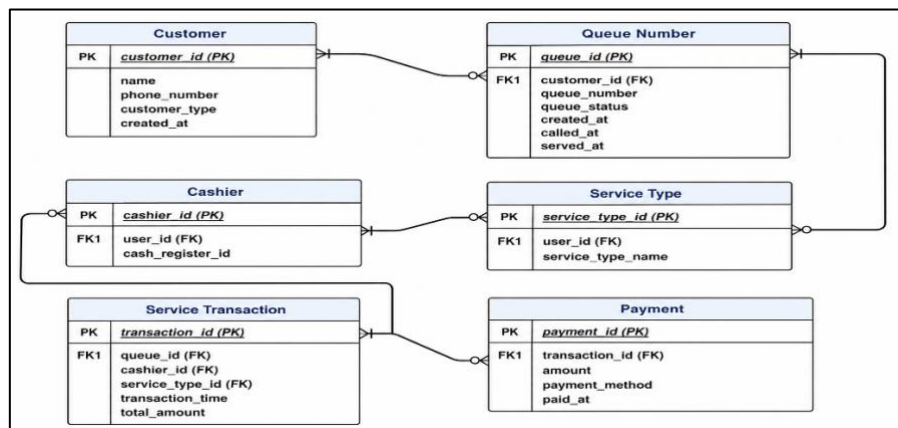 Customer
PK customer_id (PK)
name
phone_number
customer_type
created_at
Queue Number
PK queue_id (PK)
FK1 customer_id (FK)
queue_number
queue_status
created_at
called_at
served_at
Cashier
PK cashier_id (PK)
FK1 user_id (FK)
cash_register_id
Service Type
PK service_type_id (PK)
FK1 user_id (FK)
service_type_name
Service Transaction
PK transaction_id (PK)
FK1 queue_id (FK)
cashier_id (FK)
service_type_id (FK)
transaction_time
total_amount
Payment
PK payment_id (PK)
FK1 transaction_id (FK)
amount
payment_method
paid_at